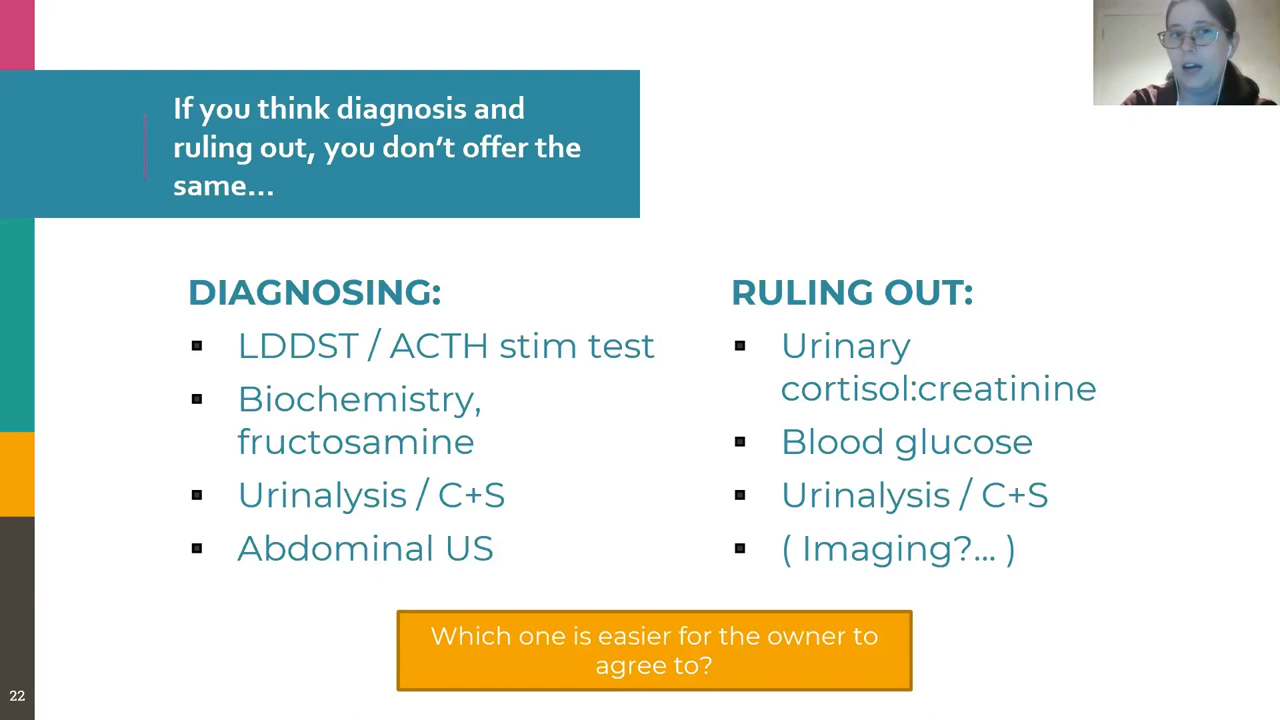 If you think diagnosis and
ruling out, you don’t offer the
same…
DIAGNOSING:
▪ LDDST / ACTH stim test
▪ Biochemistry,
fructosamine
▪ Urinalysis / C+S
▪ Abdominal US
RULING OUT:
▪ Urinary
cortisol:creatinine
▪ Blood glucose
▪ Urinalysis / C+S
▪ ( Imaging?... )
Which one is easier for the owner to
agree to?
22